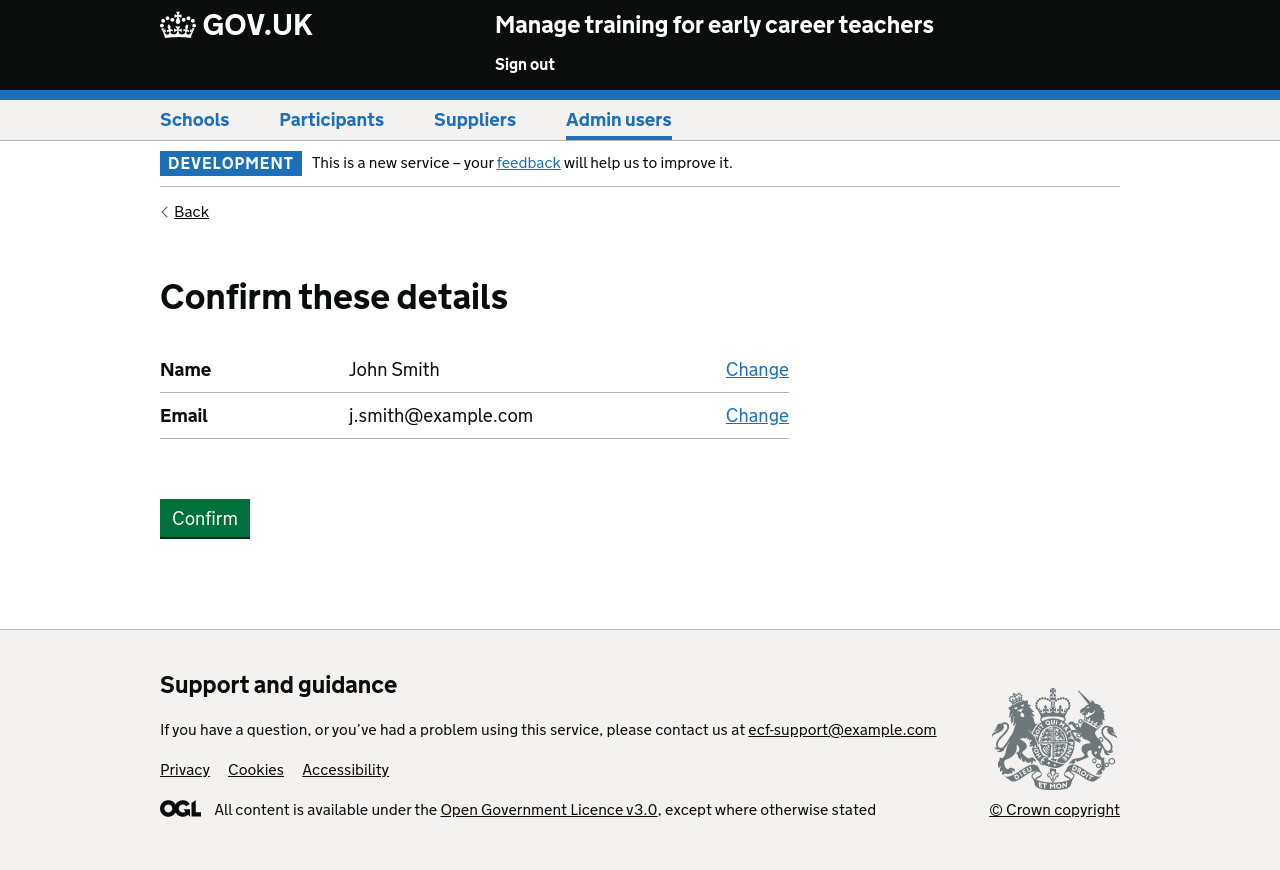 GOV.UK
Manage training for early career teachers
Sign out
Schools Participants Suppliers Admin users
DEVELOPMENT This is a new service – your feedback will help us to improve it.
Back
Confirm these details
Name John Smith Change
Email j.smith@example.com Change
Confirm
Support and guidance
If you have a question, or you’ve had a problem using this service, please contact us at ecf-support@example.com
Privacy Cookies Accessibility
OGL All content is available under the Open Government Licence v3.0, except where otherwise stated
© Crown copyright